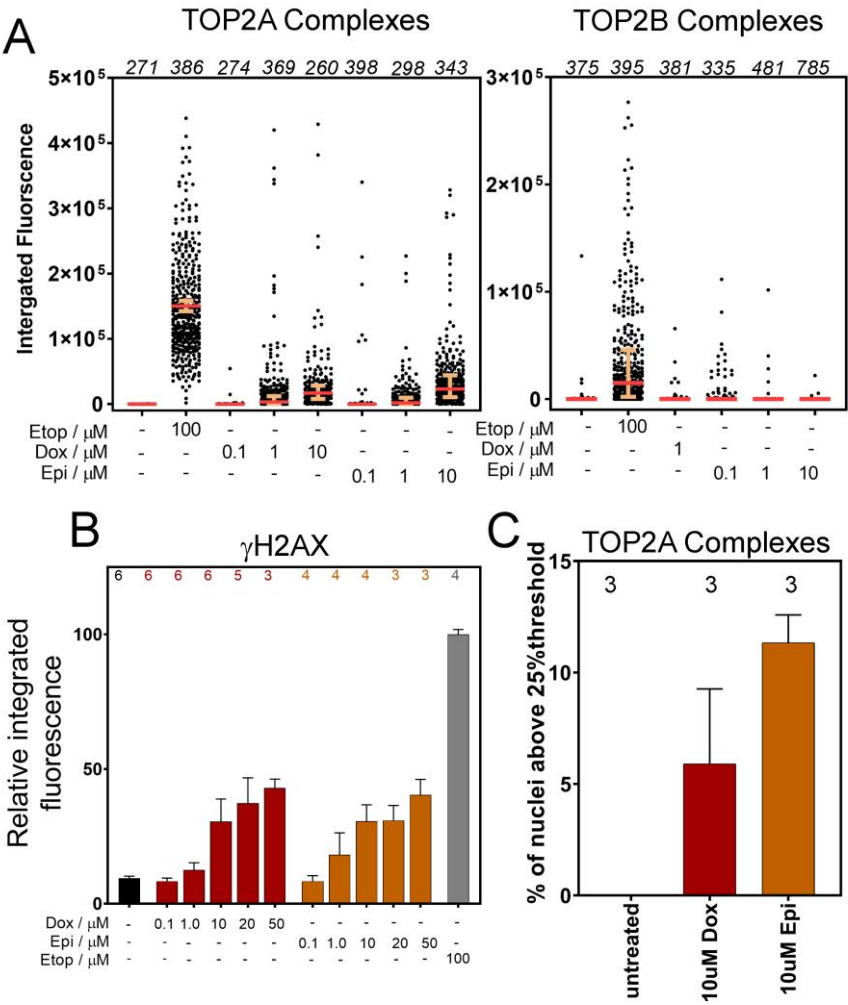 A
TOP2A Complexes
TOP2B Complexes
271 386 274 369 260 398 298 343
375 395 381 335 481 785
Intergated Fluorscence
5×10⁵
4×10⁵
3×10⁵
2×10⁵
1×10⁵
0
3×10⁵
2×10⁵
1×10⁵
0
Etop / μM - 100 - - - - - -
Dox / μM - - 0.1 1 10 - - -
Epi / μM - - - - - 0.1 1 10
Etop / μM - 100 - - - -
Dox / μM - - 1 - - -
Epi / μM - - - 0.1 1 10
B
γH2AX
6 6 6 6 5 3 4 4 4 3 3 4
Relative integrated
fluorescence
100
50
0
Dox / μM - 0.1 1.0 10 20 50 - - - - - -
Epi / μM - - - - - - 0.1 1.0 10 20 50 -
Etop / μM - - - - - - - - - - - 100
C
TOP2A Complexes
3 3 3
% of nuclei above 25%threshold
15
10
5
0
untreated
10uM Dox
10uM Epi